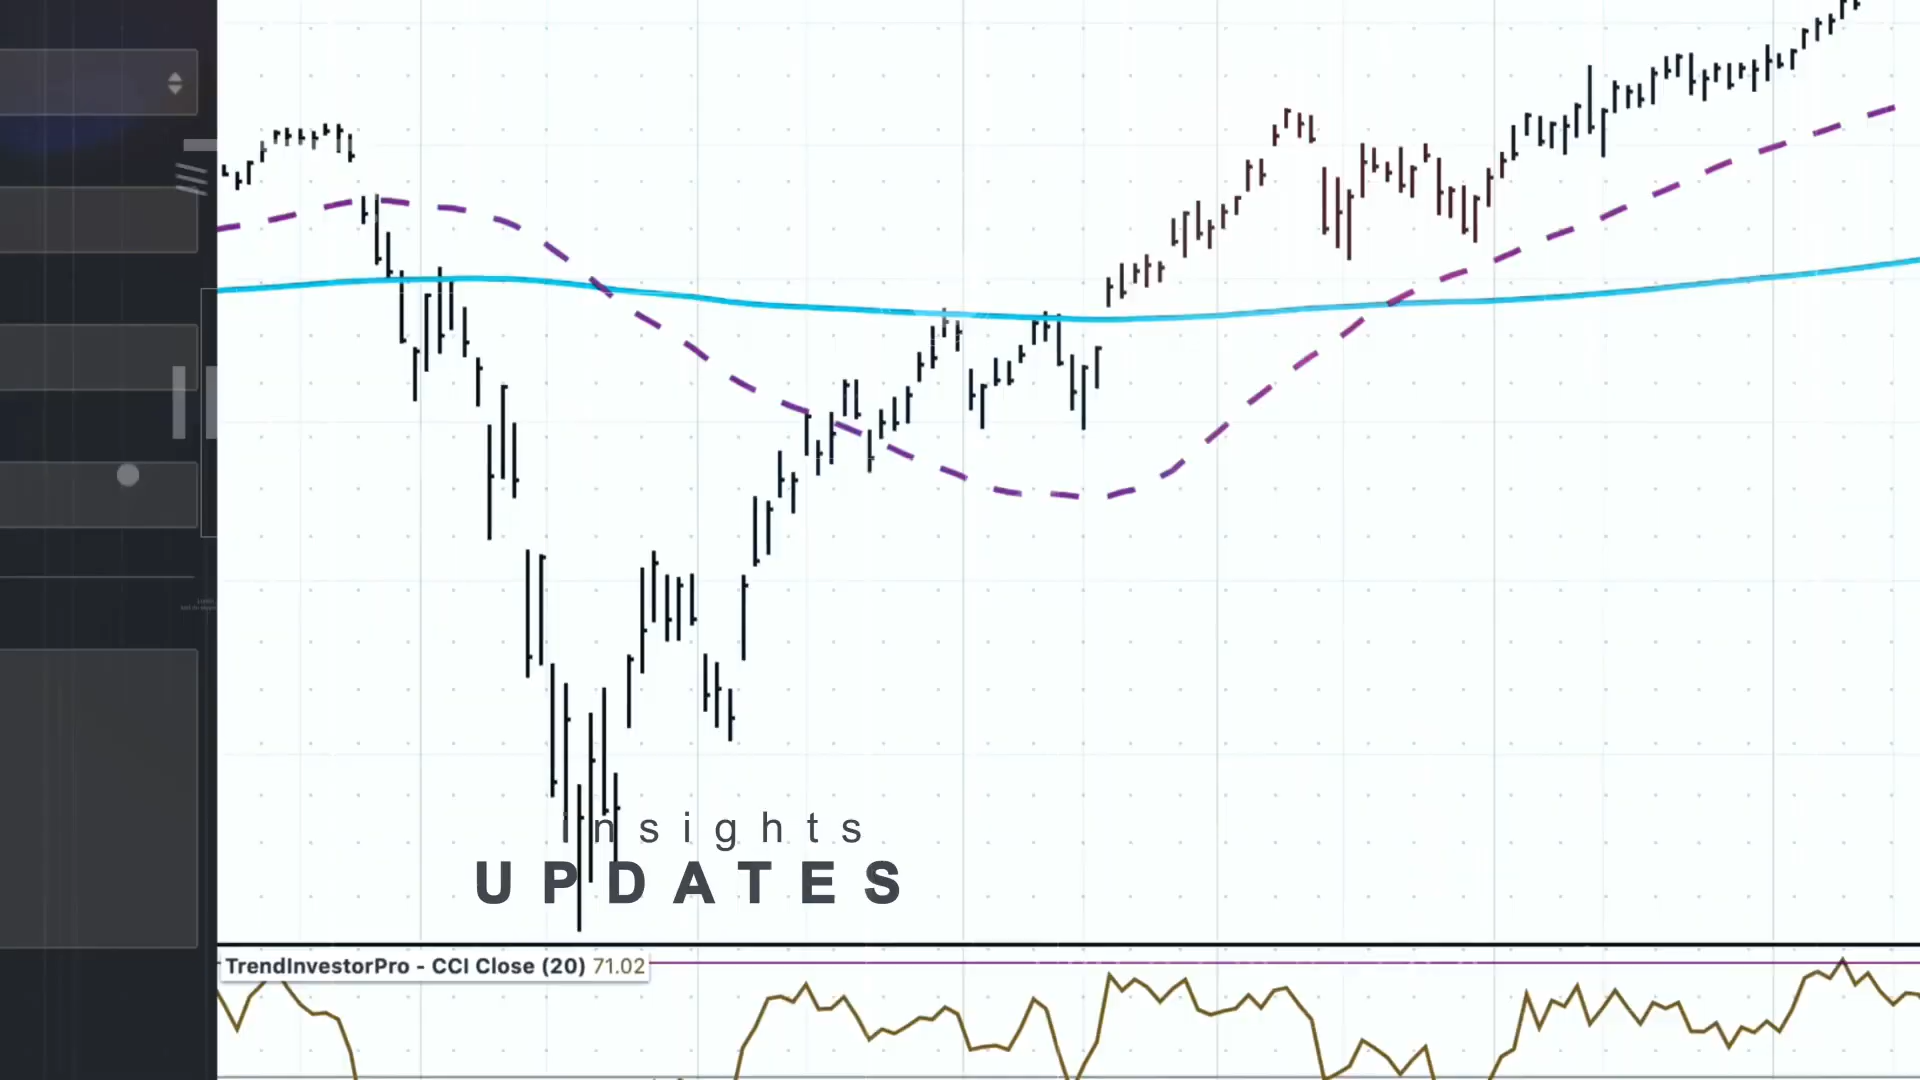 insights
UPDATES
TrendInvestorPro - CCI Close (20) 71.02